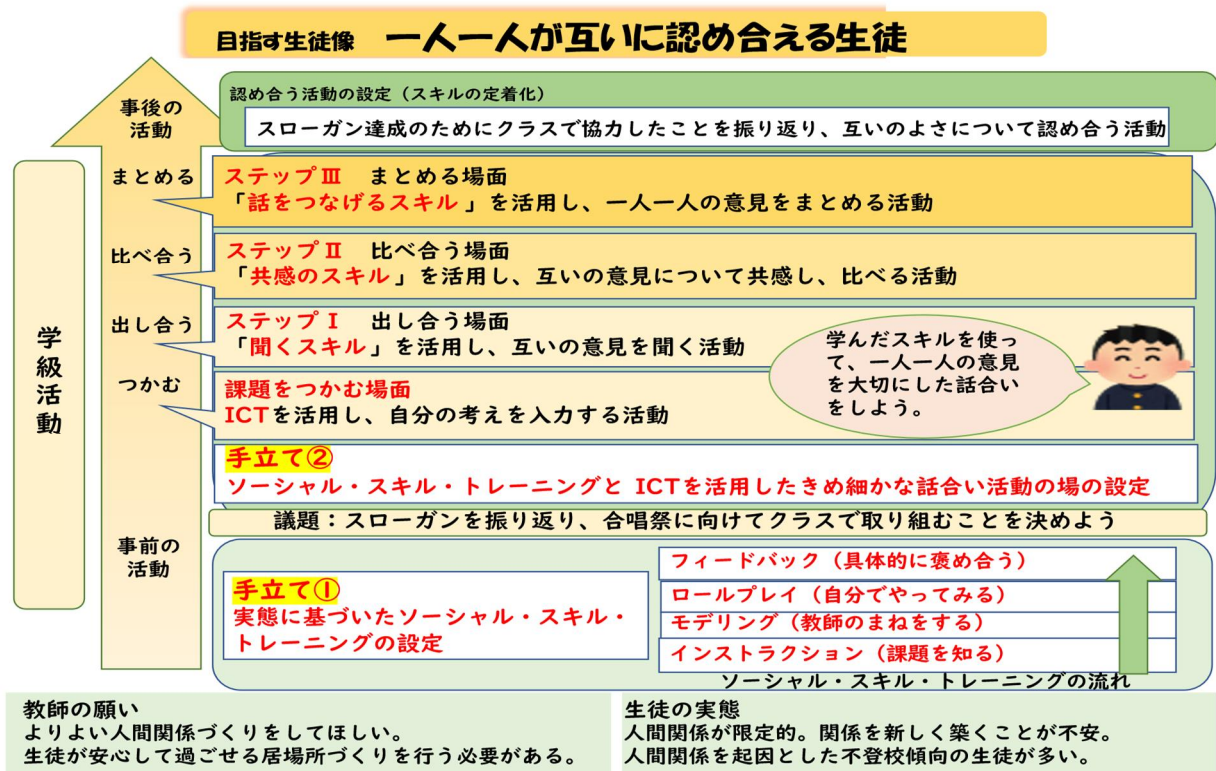 目指す生徒像 一人一人が互いに認め合える生徒
事後の
活動
認め合う活動の設定（スキルの定着化）
スローガン達成のためにクラスで協力したことを振り返り、互いのよさについて認め合う活動
学級活動
まとめる
ステップⅢ まとめる場面
「話をつなげるスキル」を活用し、一人一人の意見をまとめる活動
比べ合う
ステップⅡ 比べ合う場面
「共感のスキル」を活用し、互いの意見について共感し、比べる活動
出し合う
ステップⅠ 出し合う場面
「聞くスキル」を活用し、互いの意見を聞く活動
つかむ
課題をつかむ場面
ICTを活用し、自分の考えを入力する活動
学んだスキルを使っ
て、一人一人の意見
を大切にした話合い
をしよう。
手立て②
ソーシャル・スキル・トレーニングと ICTを活用したきめ細かな話合い活動の場の設定
議題：スローガンを振り返り、合唱祭に向けてクラスで取り組むことを決めよう
事前の
活動
手立て①
実態に基づいたソーシャル・スキル・
トレーニングの設定
フィードバック（具体的に褒め合う）
ロールプレイ（自分でやってみる）
モデリング（教師のまねをする）
インストラクション（課題を知る）
ソーシャル・スキル・トレーニングの流れ
教師の願い
よりよい人間関係づくりをしてほしい。
生徒が安心して過ごせる居場所づくりを行う必要がある。
生徒の実態
人間関係が限定的。関係を新しく築くことが不安。
人間関係を起因とした不登校傾向の生徒が多い。